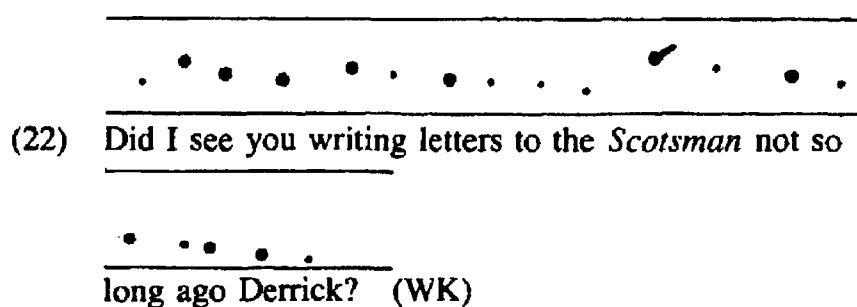 (22) Did I see you writing letters to the Scotsman not so
long ago Derrick? (WK)